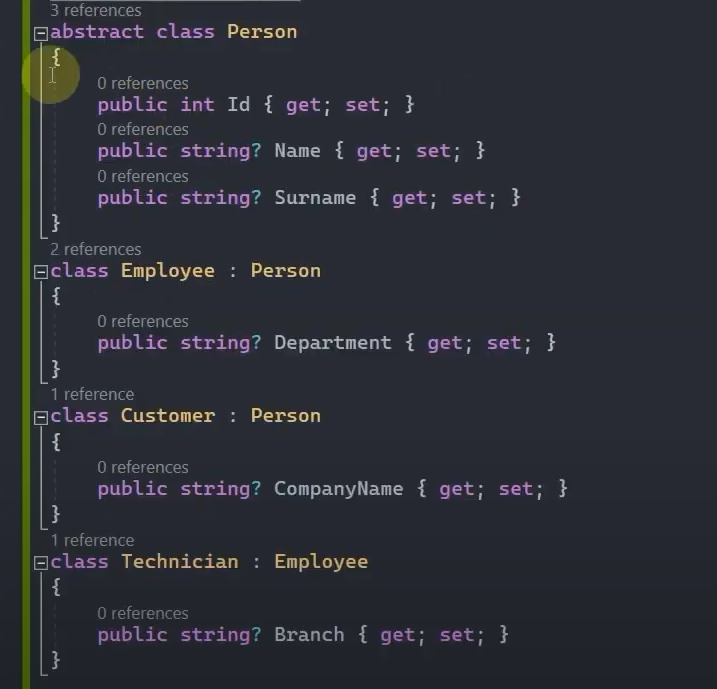 3 references
abstract class Person
{
0 references
public int Id { get; set; }
0 references
public string? Name { get; set; }
0 references
public string? Surname { get; set; }
}
2 references
class Employee : Person
{
0 references
public string? Department { get; set; }
}
1 reference
class Customer : Person
{
0 references
public string? CompanyName { get; set; }
}
1 reference
class Technician : Employee
{
0 references
public string? Branch { get; set; }
}